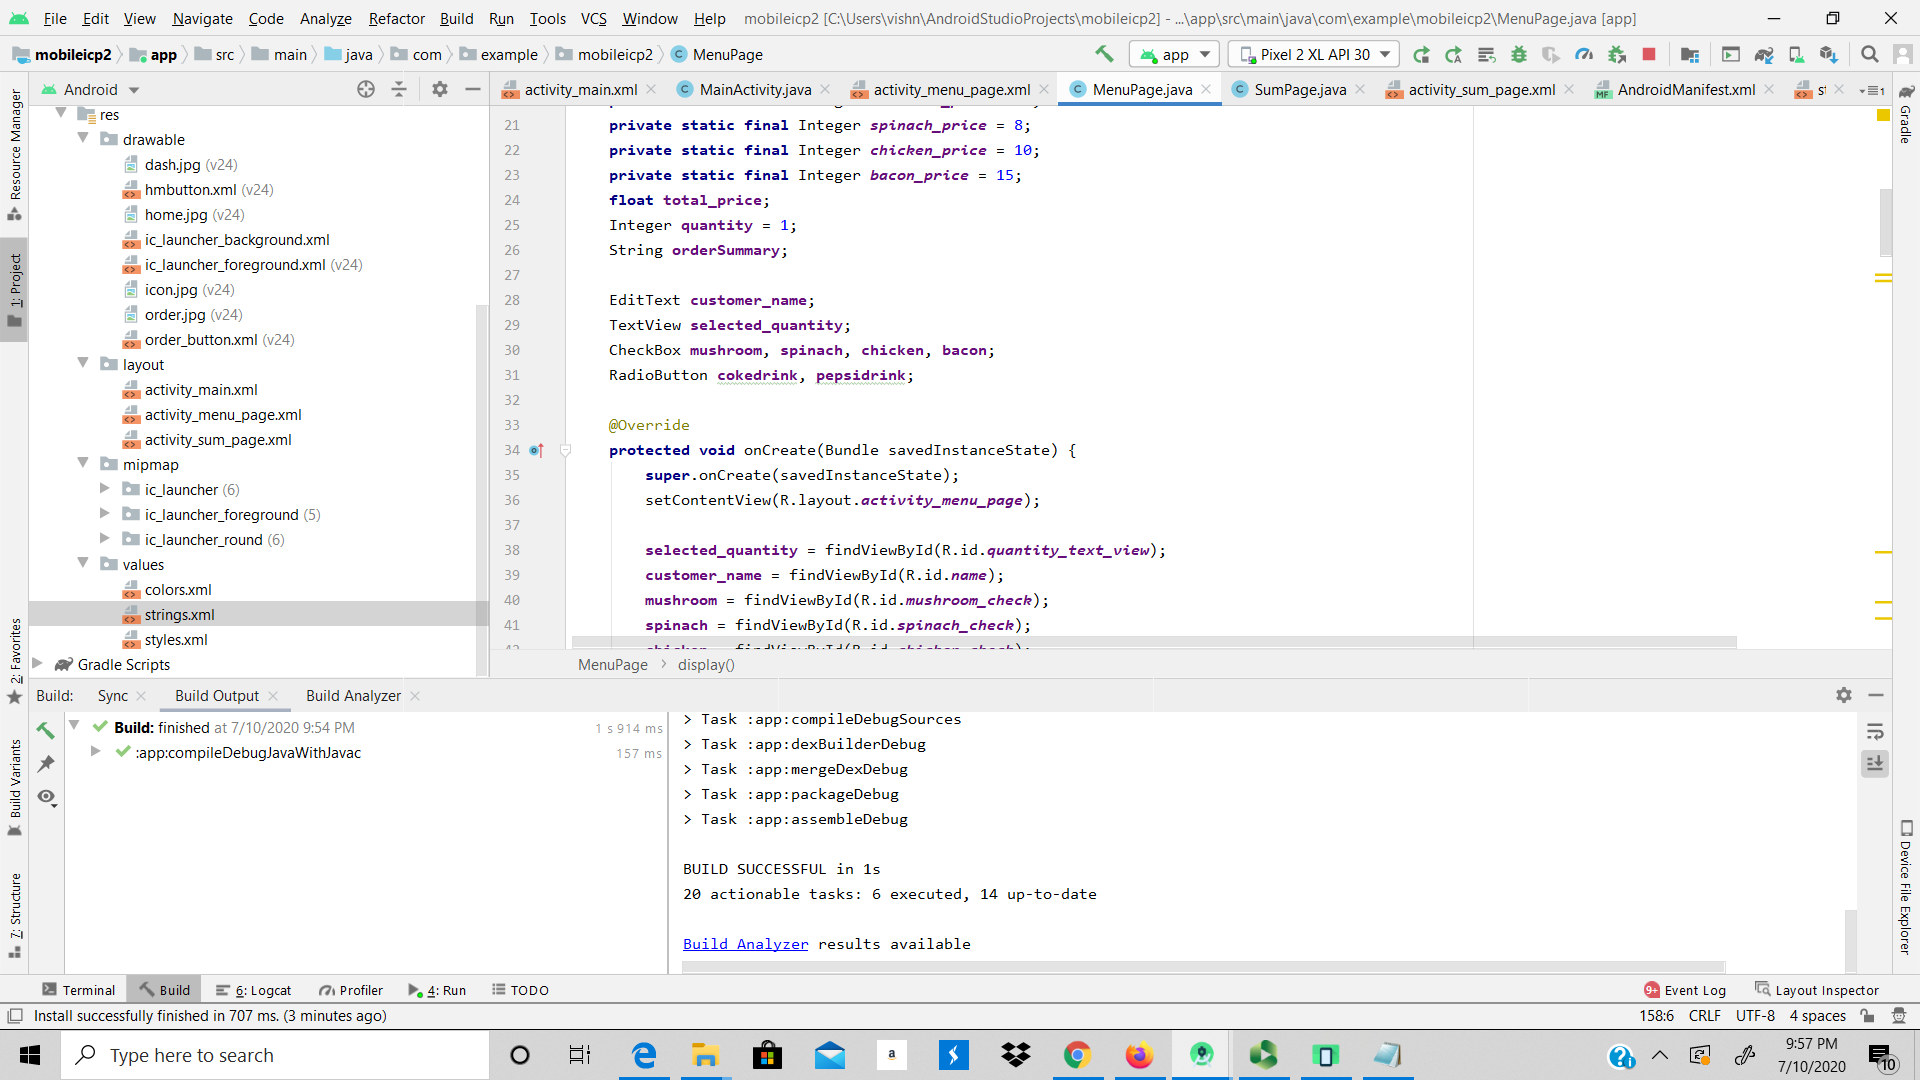 File Edit View Navigate Code Analyze Refactor Build Run Tools VCS Window Help mobileicp2 [C:\Users\vishn\AndroidStudioProjects\mobileicp2] - ...\app\src\main\java\com\example\mobileicp2\MenuPage.java [app]
mobileicp2 app src main java com example mobileicp2 MenuPage app Pixel 2 XL API 30
Android activity_main.xml MainActivity.java activity_menu_page.xml MenuPage.java SumPage.java activity_sum_page.xml AndroidManifest.xml
Resource Manager
1: Project
2: Favorites
Build Variants
7: Structure
Gradle
Device File Explorer
res
drawable
dash.jpg (v24)
hmbutton.xml (v24)
home.jpg (v24)
ic_launcher_background.xml
ic_launcher_foreground.xml (v24)
icon.jpg (v24)
order.jpg (v24)
order_button.xml (v24)
layout
activity_main.xml
activity_menu_page.xml
activity_sum_page.xml
mipmap
ic_launcher (6)
ic_launcher_foreground (5)
ic_launcher_round (6)
values
colors.xml
strings.xml
styles.xml
Gradle Scripts
21 private static final Integer spinach_price = 8;
22 private static final Integer chicken_price = 10;
23 private static final Integer bacon_price = 15;
24 float total_price;
25 Integer quantity = 1;
26 String orderSummary;
27
28 EditText customer_name;
29 TextView selected_quantity;
30 CheckBox mushroom, spinach, chicken, bacon;
31 RadioButton cokedrink, pepsidrink;
32
33 @Override
34 protected void onCreate(Bundle savedInstanceState) {
35 super.onCreate(savedInstanceState);
36 setContentView(R.layout.activity_menu_page);
37
38 selected_quantity = findViewById(R.id.quantity_text_view);
39 customer_name = findViewById(R.id.name);
40 mushroom = findViewById(R.id.mushroom_check);
41 spinach = findViewById(R.id.spinach_check);
MenuPage display()
Build: Sync Build Output Build Analyzer
Build: finished at 7/10/2020 9:54 PM 1 s 914 ms
:app:compileDebugJavaWithJavac 157 ms
> Task :app:compileDebugSources
> Task :app:dexBuilderDebug
> Task :app:mergeDexDebug
> Task :app:packageDebug
> Task :app:assembleDebug
BUILD SUCCESSFUL in 1s
20 actionable tasks: 6 executed, 14 up-to-date
Build Analyzer results available
Terminal Build 6: Logcat Profiler 4: Run TODO 9+ Event Log Layout Inspector
Install successfully finished in 707 ms. (3 minutes ago) 158:6 CRLF UTF-8 4 spaces
Type here to search
9:57 PM
7/10/2020
10